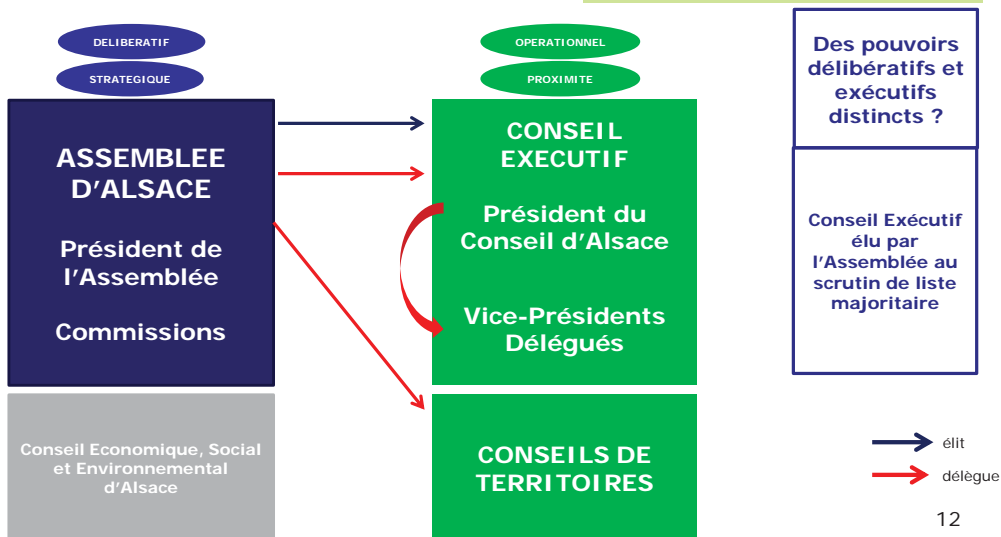 DELIBERATIF
STRATEGIQUE
ASSEMBLEE
D'ALSACE
Président de
l'Assemblée
Commissions
Conseil Economique, Social
et Environnemental
d'Alsace
OPERATIONNEL
PROXIMITE
CONSEIL
EXECUTIF
Président du
Conseil d'Alsace
Vice-Présidents
Délégués
CONSEILS DE
TERRITOIRES
Des pouvoirs
délibératifs et
exécutifs
distincts ?
Conseil Exécutif
élu par
l'Assemblée au
scrutin de liste
majoritaire
élit
délègue
12